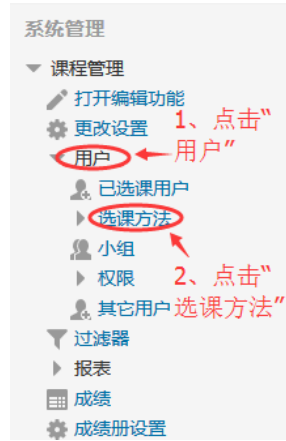 系统管理
课程管理
打开编辑功能
更改设置
1、点击“
用户”
用户
已选课用户
选课方法
小组
权限
2、点击“
选课方法”
其它用户
过滤器
报表
成绩
成绩册设置